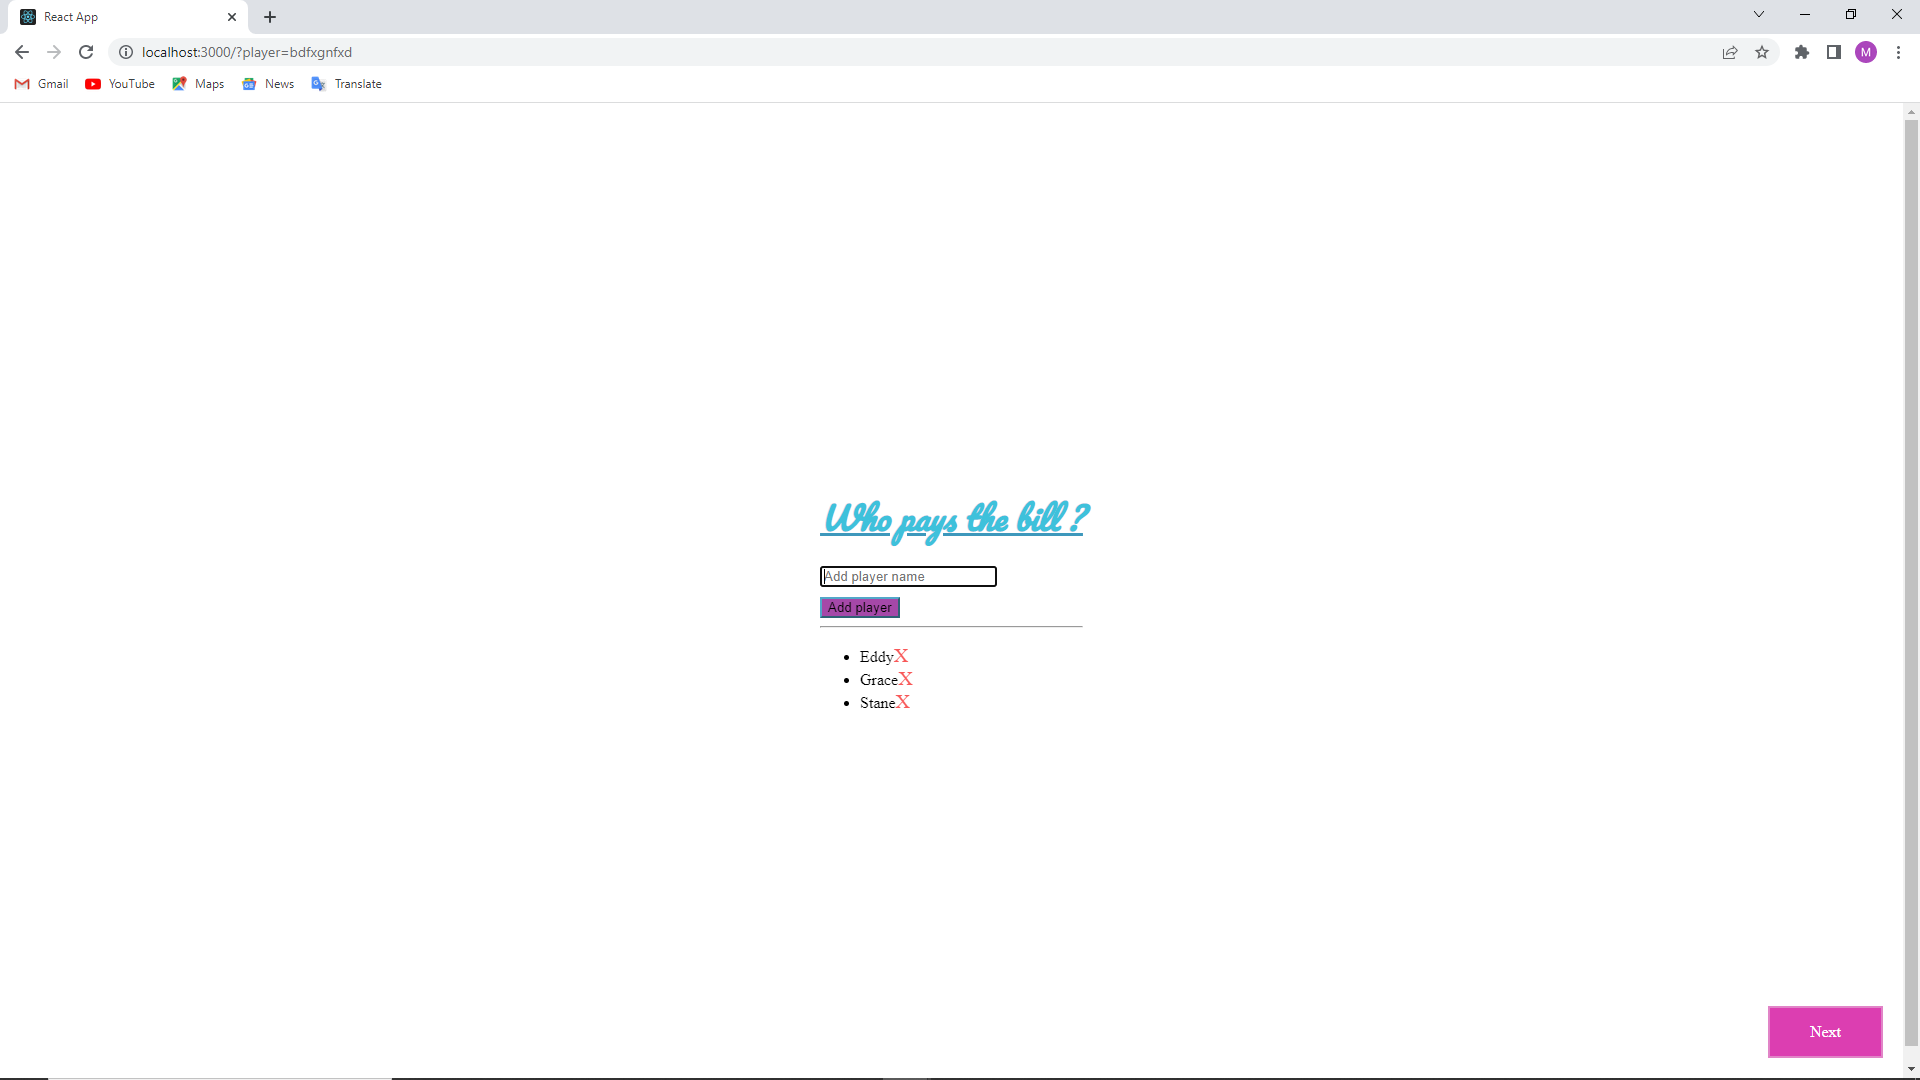 React App
localhost:3000/?player=bdfxgnfxd
M
Gmail YouTube Maps News Translate
Who pays the bill ?
Add player name
Add player
EddyX
GraceX
StaneX
Next